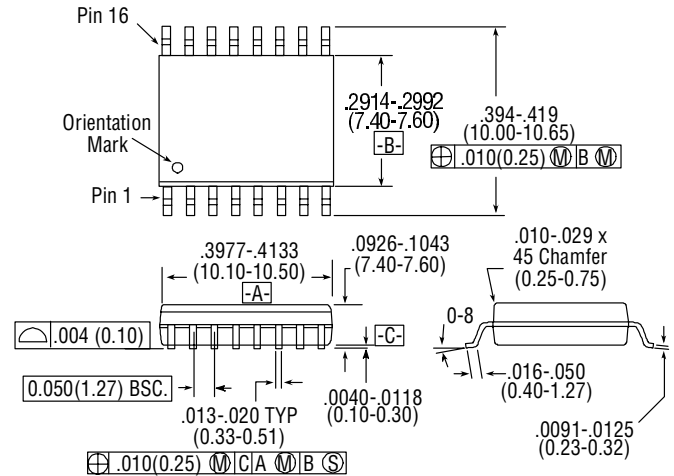 Pin 16
.2914-.2992
(7.40-7.60)
-B-
.394-.419
(10.00-10.65)
.010(0.25) Ⓜ B Ⓜ
Orientation
Mark
Pin 1
.3977-.4133
(10.10-10.50)
-A-
.0926-.1043
(7.40-7.60)
.010-.029 x
45 Chamfer
(0.25-0.75)
.004 (0.10)
-C-
0-8
0.050(1.27) BSC.
.013-.020 TYP
(0.33-0.51)
.0040-.0118
(0.10-0.30)
.016-.050
(0.40-1.27)
.0091-.0125
(0.23-0.32)
.010(0.25) Ⓜ C A Ⓜ B Ⓢ